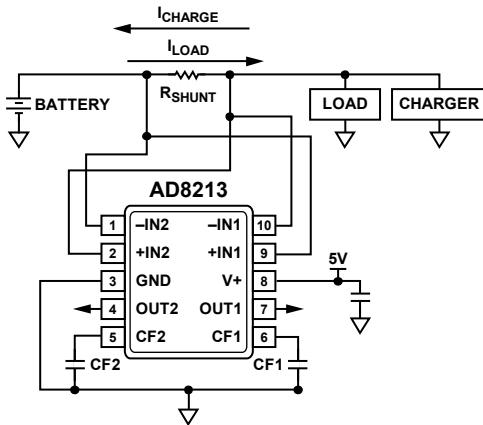 ICHARGE
ILOAD
BATTERY
RSHUNT
LOAD
CHARGER
AD8213
1 –IN2 –IN1 10
2 +IN2 +IN1 9
3 GND V+ 8
5V
4 OUT2 OUT1 7
5 CF2 CF1 6
CF2 CF1